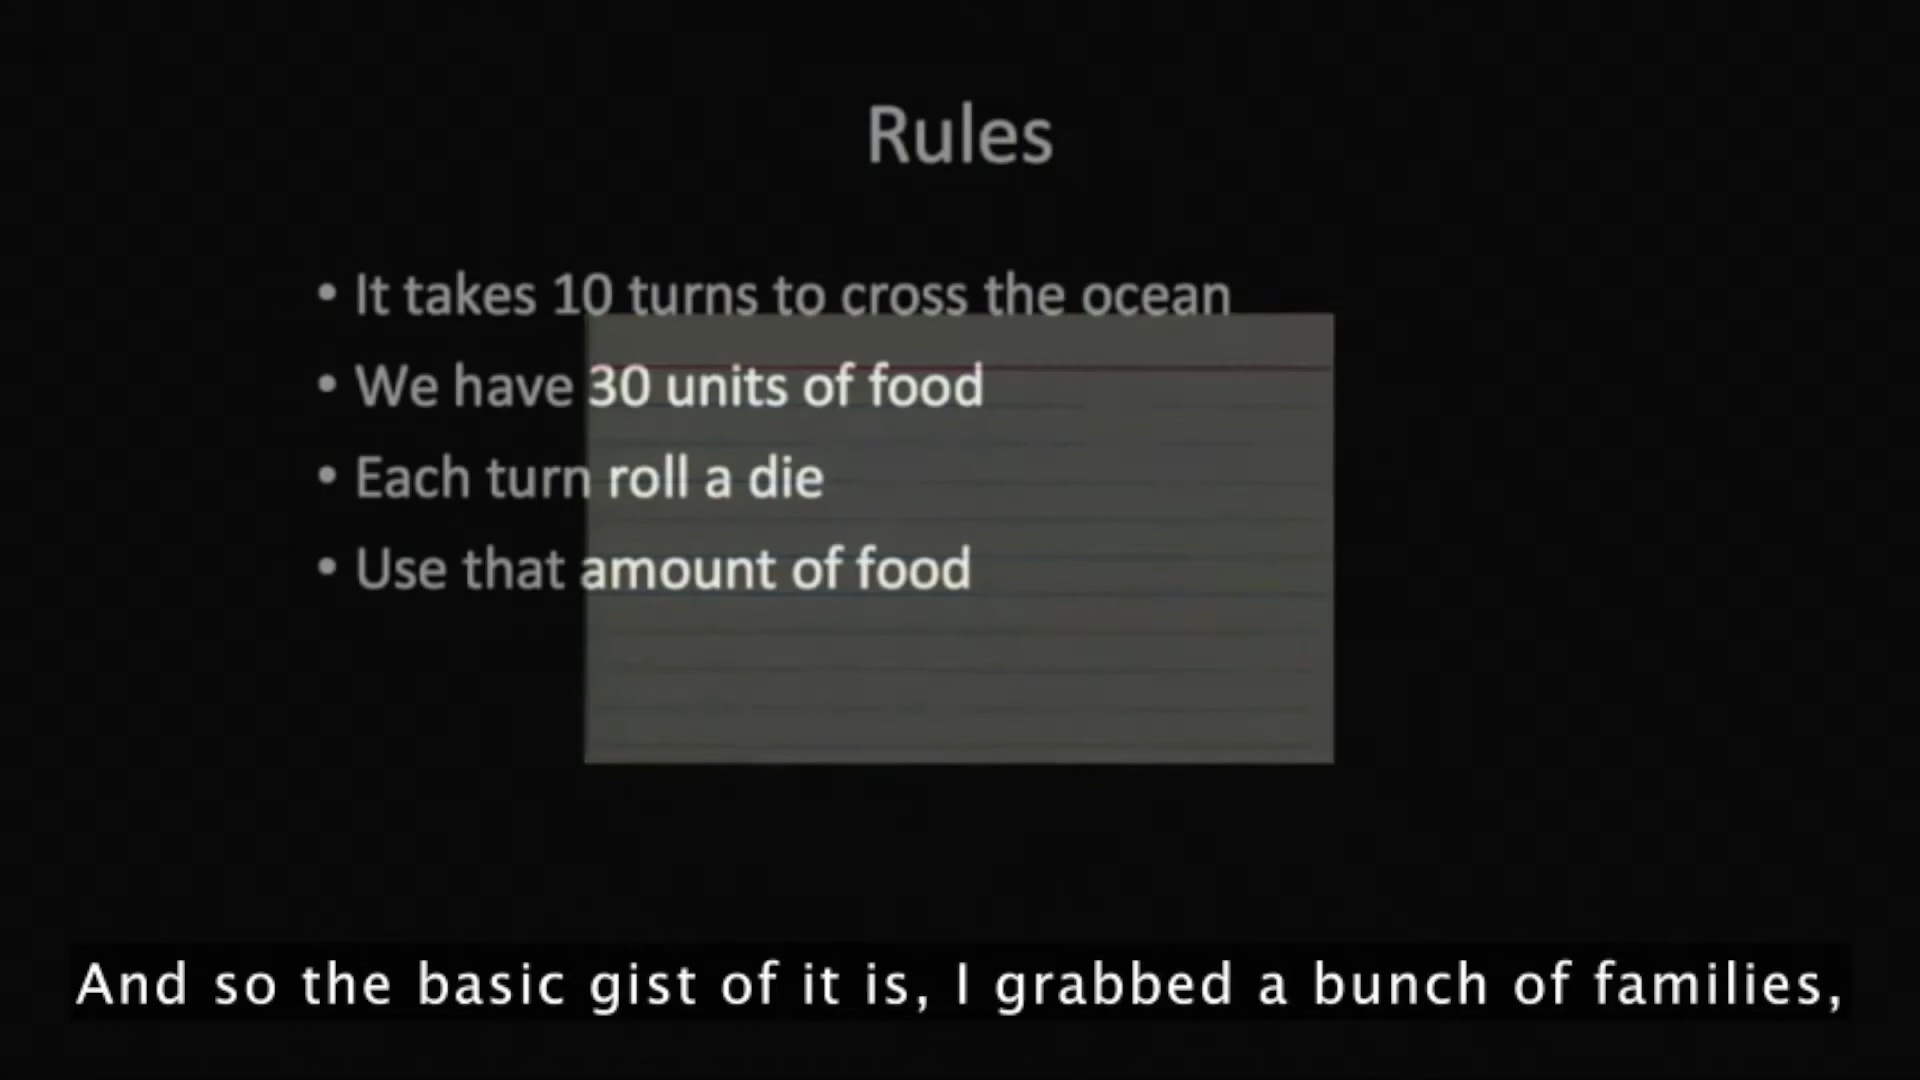 Rules
• It takes 10 turns to cross the ocean
• We have 30 units of food
• Each turn roll a die
• Use that amount of food
And so the basic gist of it is, I grabbed a bunch of families,